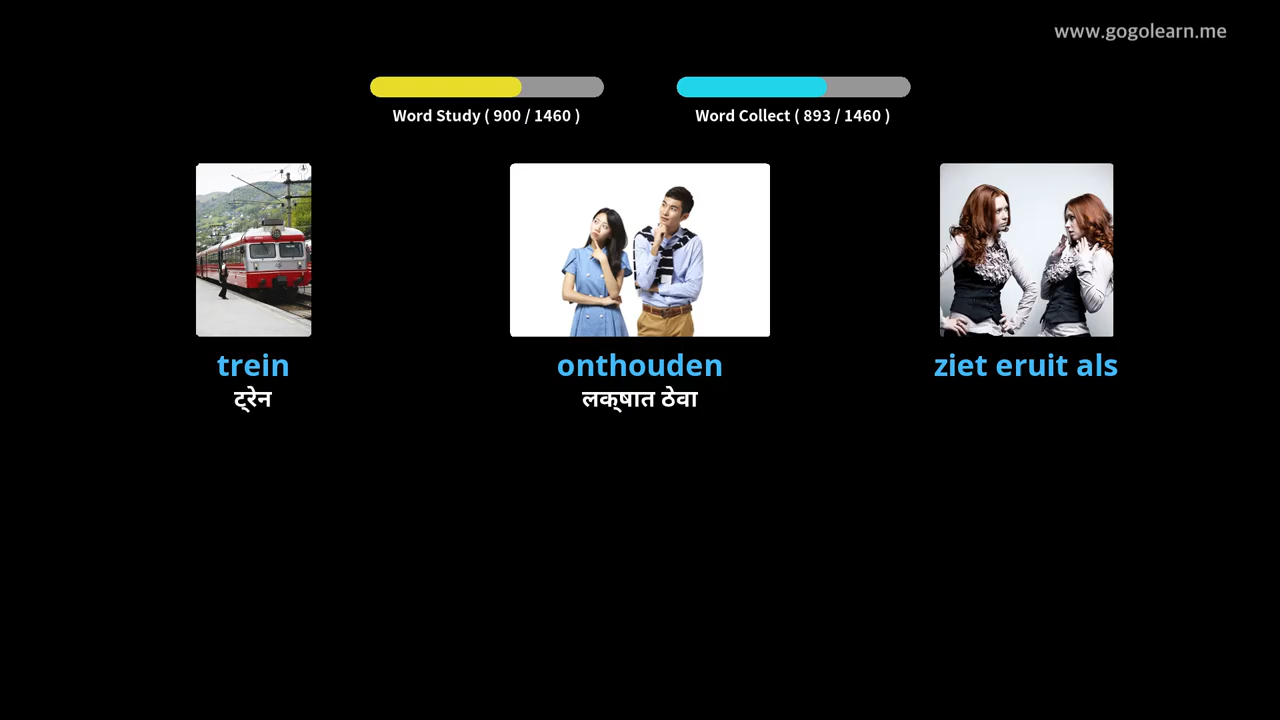 www.gogolearn.me
Word Study ( 900 / 1460 )
Word Collect ( 893 / 1460 )
trein
ट्रेन
onthouden
लक्षात ठेवा
ziet eruit als